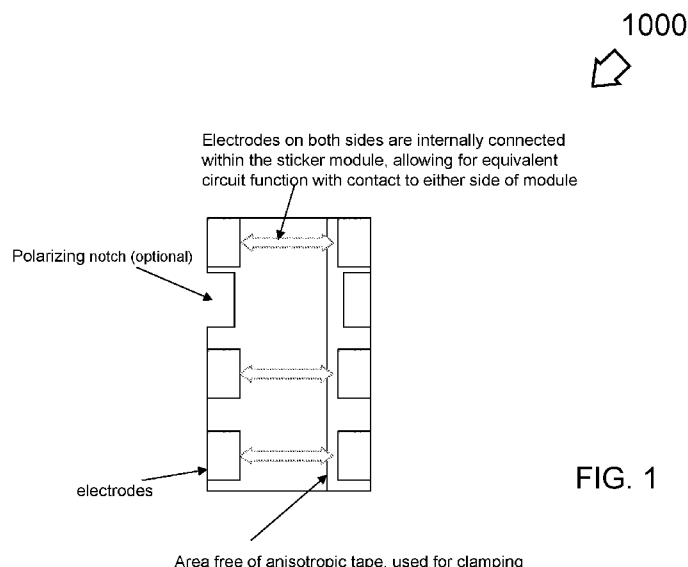 1000
Electrodes on both sides are internally connected
within the sticker module, allowing for equivalent
circuit function with contact to either side of module
Polarizing notch (optional)
electrodes
FIG. 1
Area free of anisotropic tape, used for clamping